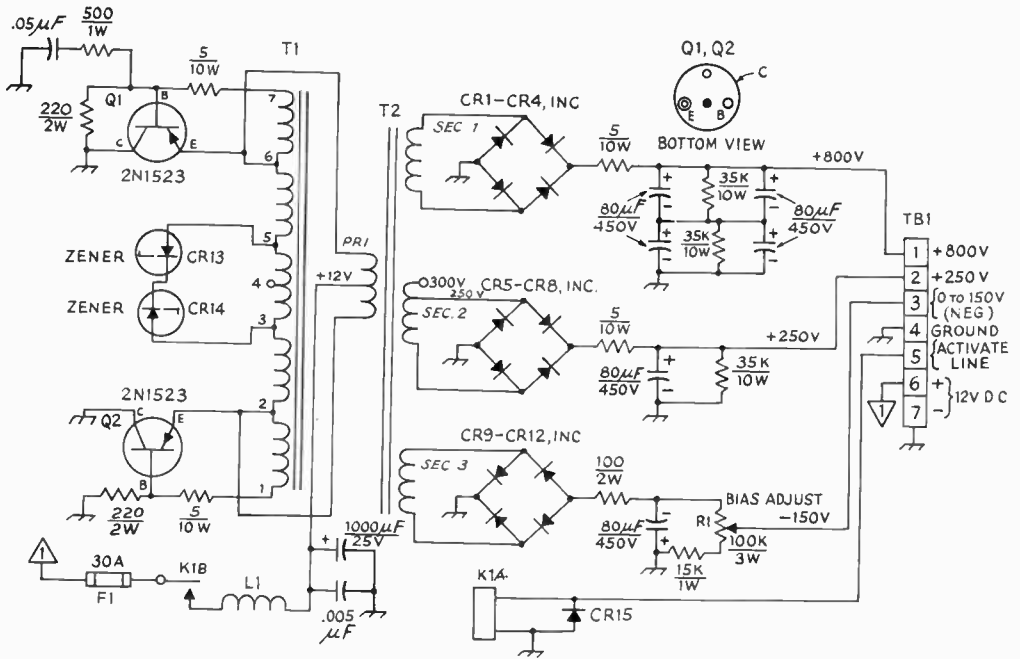 .05µF
500
1W
5
10W
T1
Q1
220
2W
B
C
E
2N1523
7
6
5
4
3
2
1
ZENER
CR13
ZENER
CR14
2N1523
Q2
C
E
B
220
2W
5
10W
1
30A
F1
K1B
L1
+12V
PRI
T2
+
1000µF
25V
.005
µF
SEC. 1
CR1–CR4, INC
5
10W
Q1, Q2
C
E
B
BOTTOM VIEW
+800V
+
−
80µF
450V
+
−
35K
10W
35K
10W
+
−
80µF
450V
+
−
300V
250V
SEC. 2
CR5–CR8, INC.
5
10W
+250V
+
80µF
450V
−
35K
10W
SEC 3
CR9–CR12, INC
100
2W
−
80µF
450V
+
BIAS ADJUST
R1
−150V
100K
3W
15K
1W
K1A
CR15
TB1
1 +800V
2 +250V
3 0 TO 150V
(NEG)
4 GROUND
5 ACTIVATE
LINE
6 +
7 −
12V DC
1